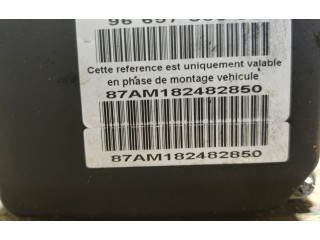 Cette reference est uniquement valable
en phase de montage vehicule
87AM182482850
87AM182482850